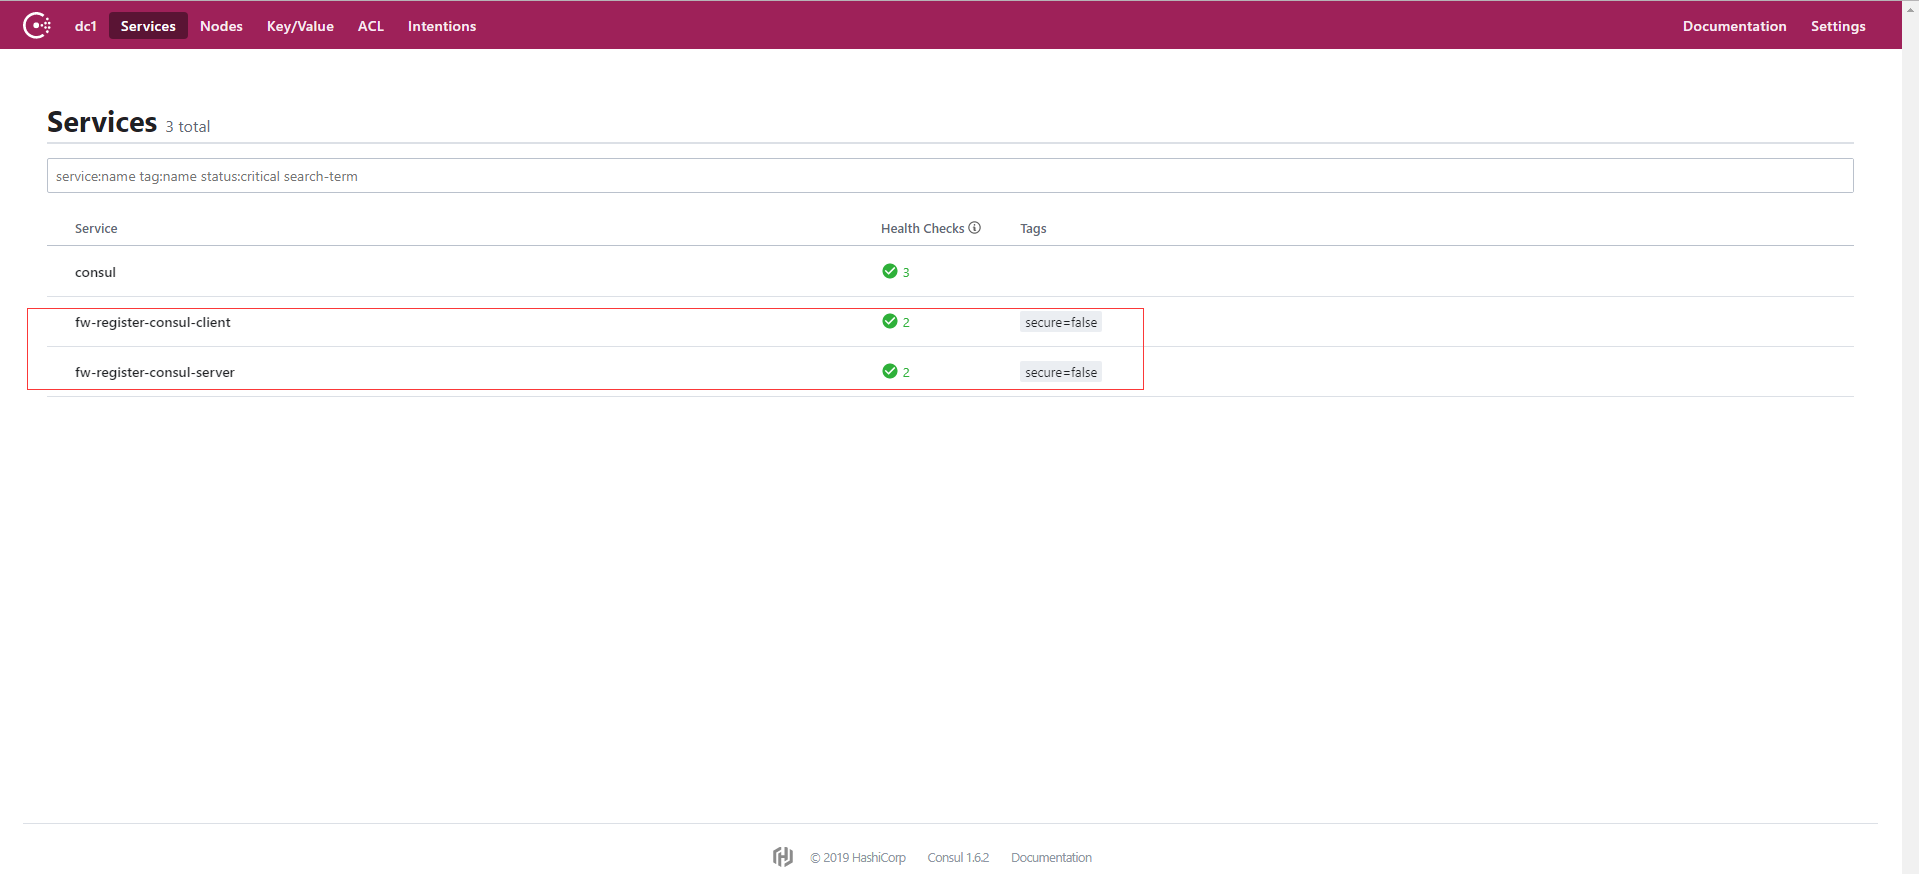 dc1 Services Nodes Key/Value ACL Intentions Documentation Settings
Services 3 total
service:name tag:name status:critical search-term
Service Health Checks Tags
consul 3
fw-register-consul-client 2 secure=false
fw-register-consul-server 2 secure=false
© 2019 HashiCorp Consul 1.6.2 Documentation